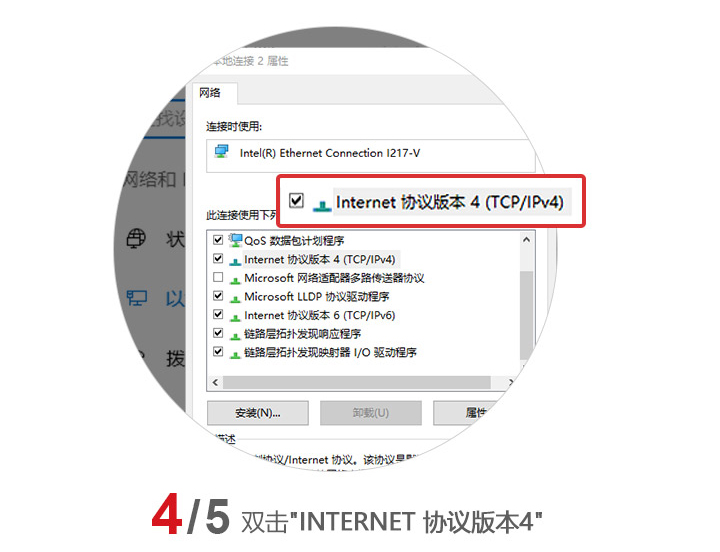 本地连接 2 属性
网络
连接时使用:
Intel(R) Ethernet Connection I217-V
找设
网络和 I
Internet 协议版本 4 (TCP/IPv4)
此连接使用下列
状
QoS 数据包计划程序
Internet 协议版本 4 (TCP/IPv4)
Microsoft 网络适配器多路传送器协议
以
Microsoft LLDP 协议驱动程序
Internet 协议版本 6 (TCP/IPv6)
链路层拓扑发现响应程序
拨
链路层拓扑发现映射器 I/O 驱动程序
安装(N)...
卸载(U)
属性
描述
制协议/Internet 协议。该协议是
4/5 双击"INTERNET 协议版本4"